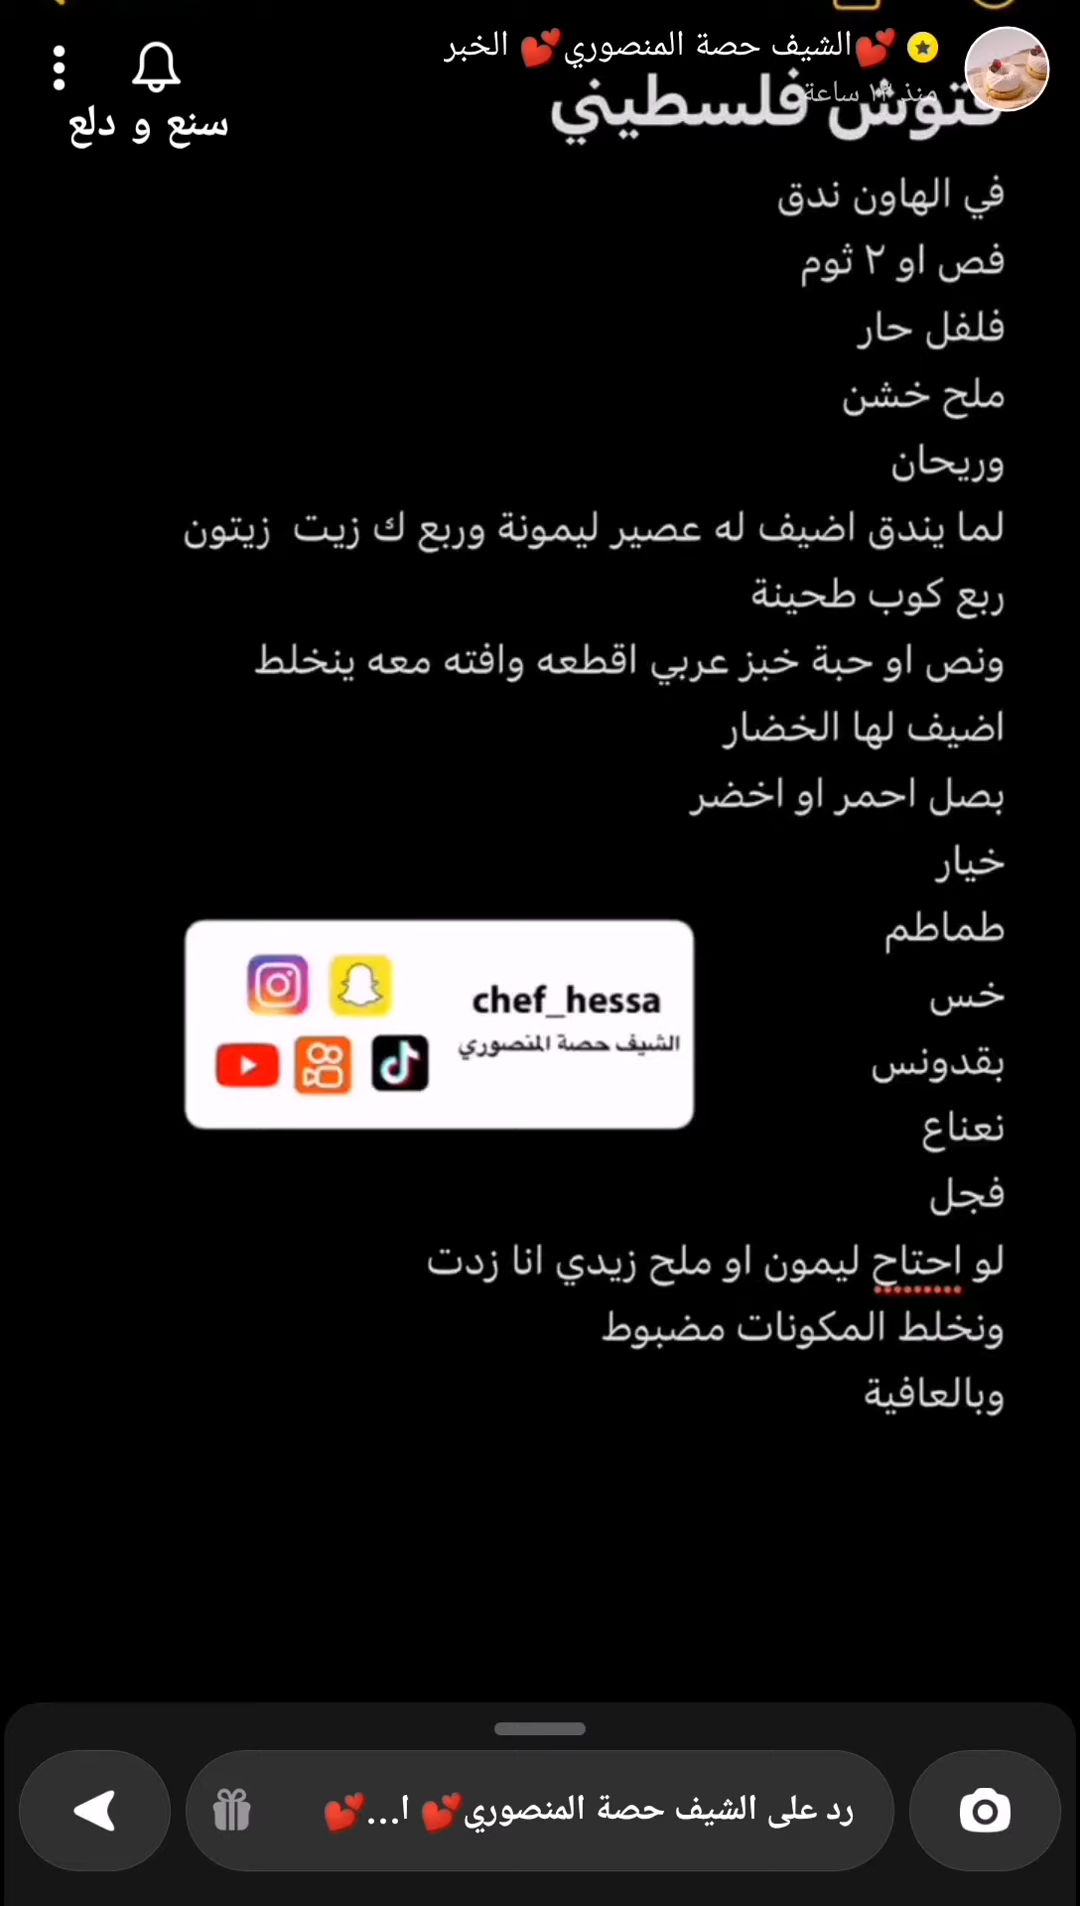 💕الشيف حصة المنصوري💕 الخبر
منذ ١٢ ساعة
سنع و دلع
فتوش فلسطيني
في الهاون ندق
فص او ٢ ثوم
فلفل حار
ملح خشن
وريحان
لما يندق اضيف له عصير ليمونة وربع ك زيت زيتون
ربع كوب طحينة
ونص او حبة خبز عربي اقطعه وافته معه ينخلط
اضيف لها الخضار
بصل احمر او اخضر
خيار
طماطم
خس
بقدونس
نعناع
فجل
لو احتاح ليمون او ملح زيدي انا زدت
ونخلط المكونات مضبوط
وبالعافية
chef_hessa
الشيف حصة المنصوري
رد على الشيف حصة المنصوري💕 ا...💕